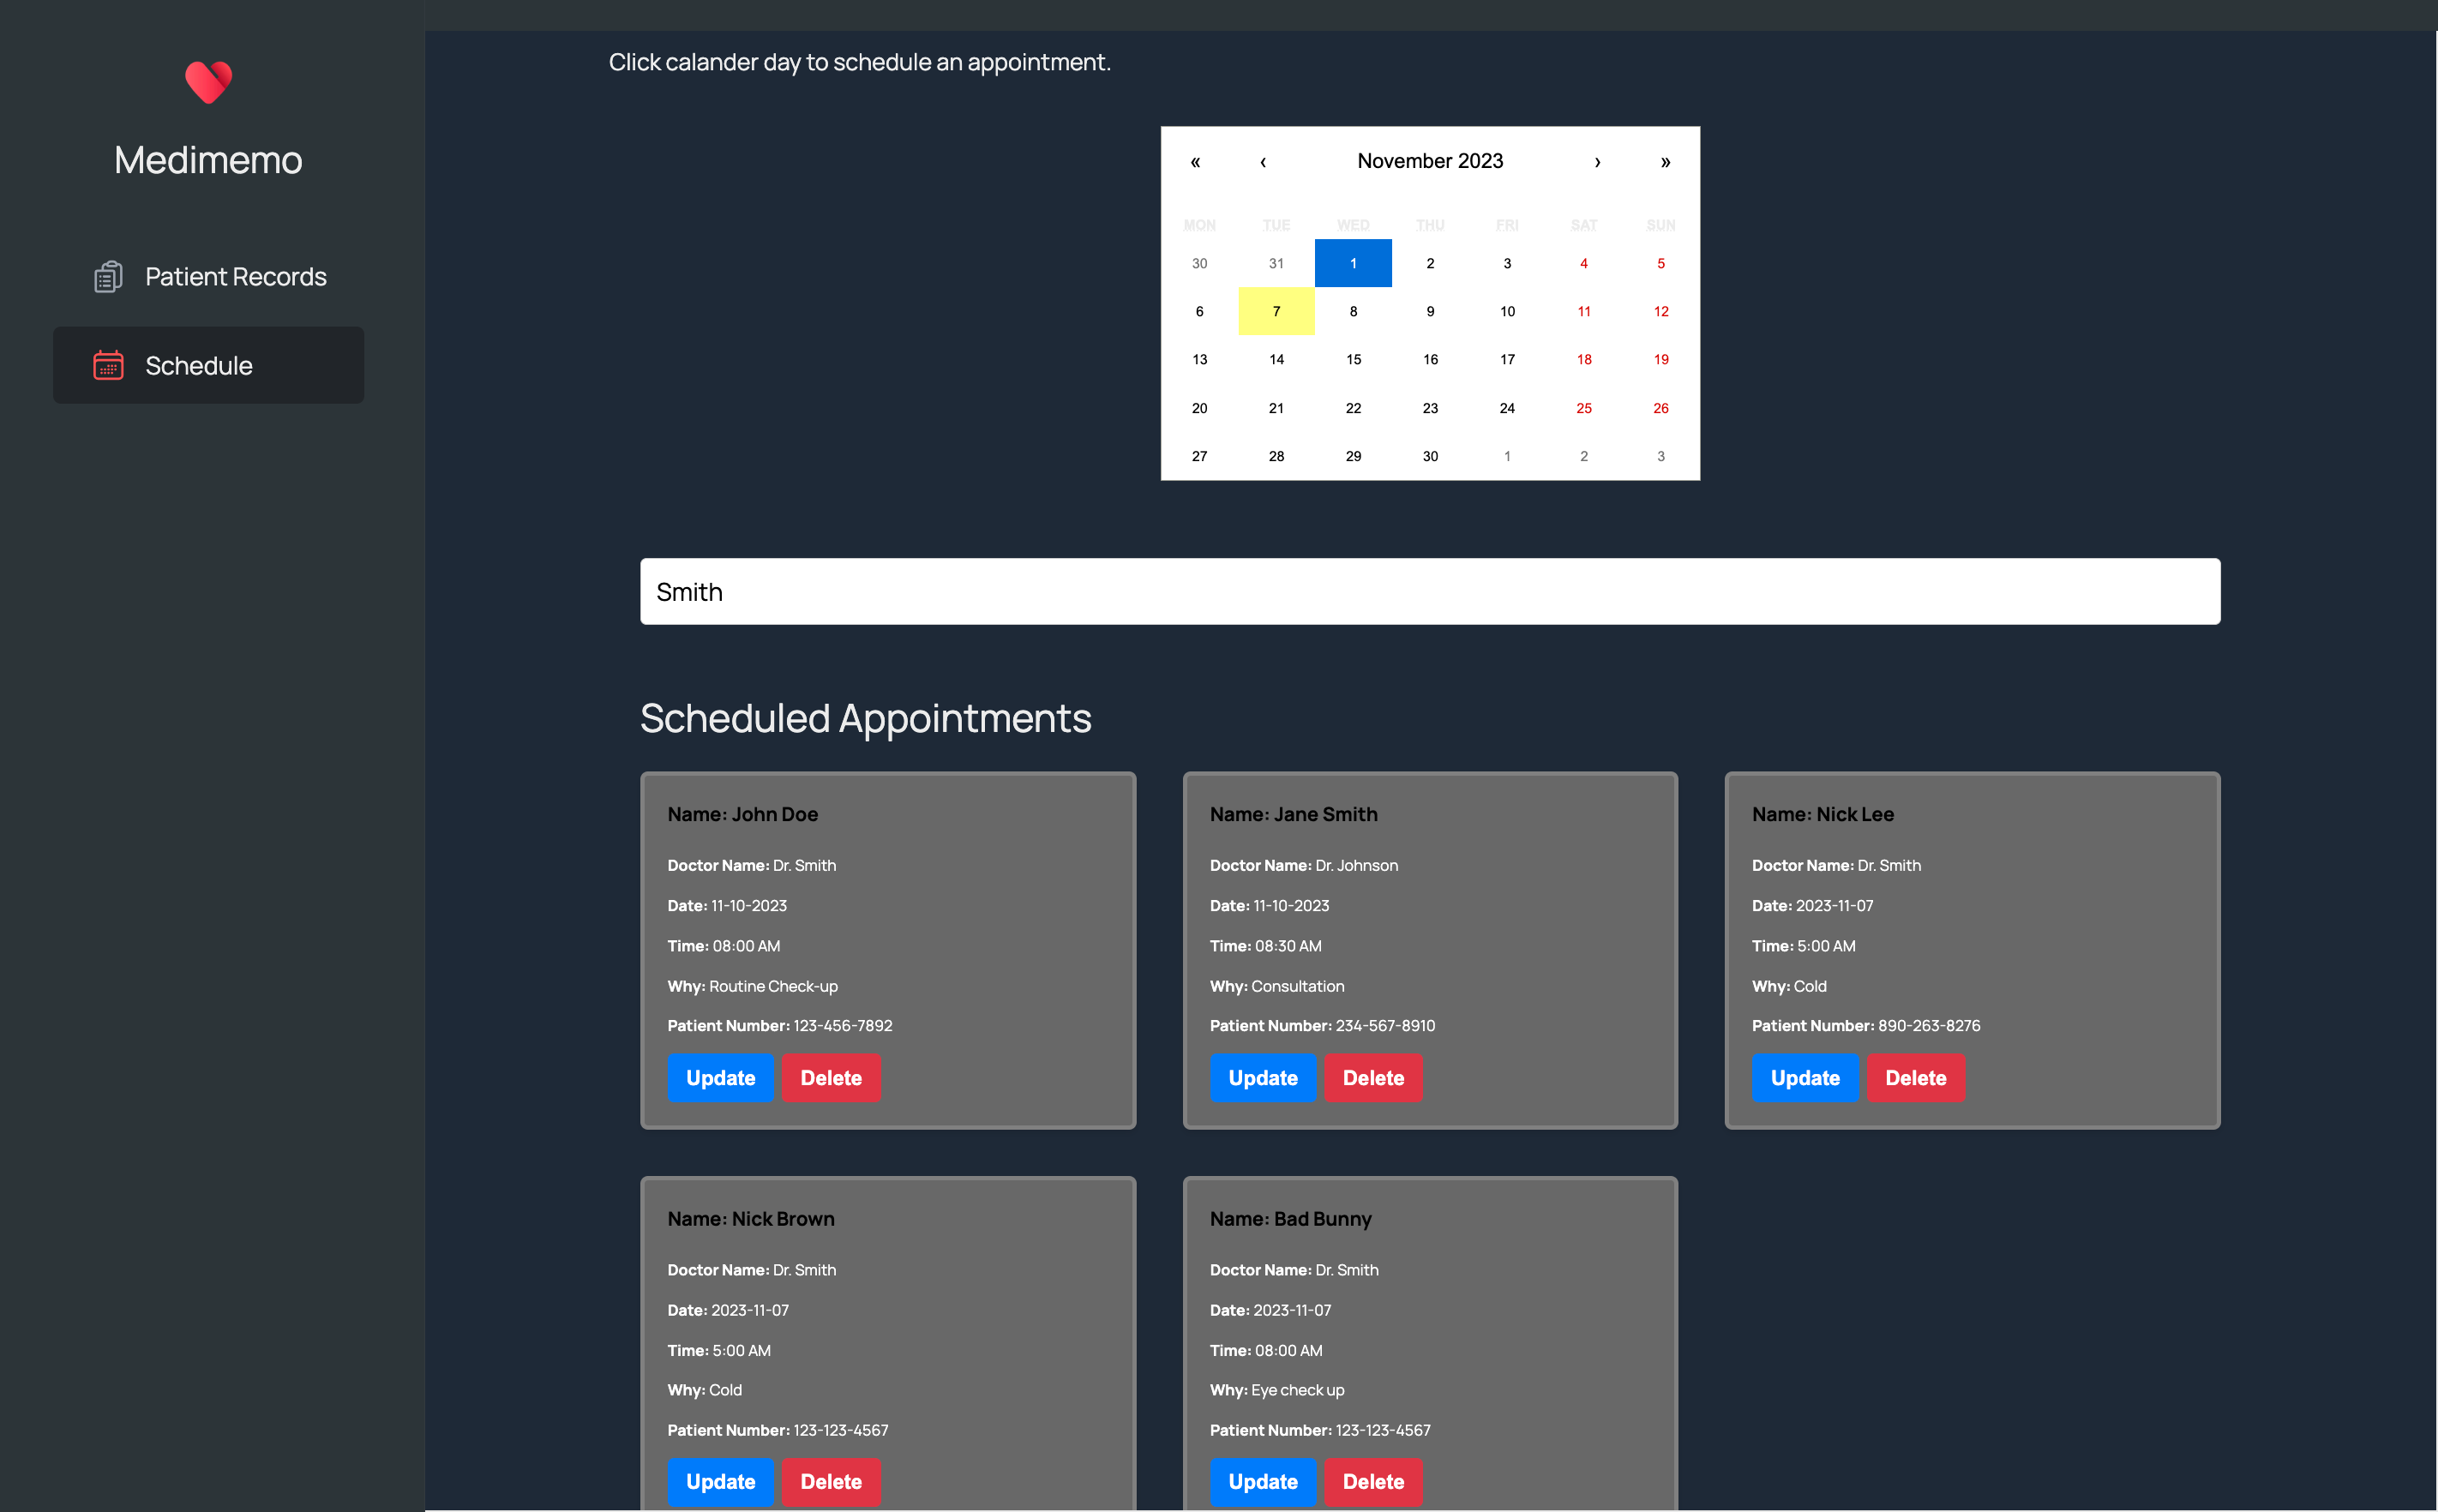 Medimemo
Patient Records
Schedule
Click calander day to schedule an appointment.
« ‹ November 2023 › »
MON TUE WED THU FRI SAT SUN
30 31 1 2 3 4 5
6 7 8 9 10 11 12
13 14 15 16 17 18 19
20 21 22 23 24 25 26
27 28 29 30 1 2 3
Smith
Scheduled Appointments
Name: John Doe
Doctor Name: Dr. Smith
Date: 11-10-2023
Time: 08:00 AM
Why: Routine Check-up
Patient Number: 123-456-7892
Update Delete
Name: Jane Smith
Doctor Name: Dr. Johnson
Date: 11-10-2023
Time: 08:30 AM
Why: Consultation
Patient Number: 234-567-8910
Update Delete
Name: Nick Lee
Doctor Name: Dr. Smith
Date: 2023-11-07
Time: 5:00 AM
Why: Cold
Patient Number: 890-263-8276
Update Delete
Name: Nick Brown
Doctor Name: Dr. Smith
Date: 2023-11-07
Time: 5:00 AM
Why: Cold
Patient Number: 123-123-4567
Update Delete
Name: Bad Bunny
Doctor Name: Dr. Smith
Date: 2023-11-07
Time: 08:00 AM
Why: Eye check up
Patient Number: 123-123-4567
Update Delete